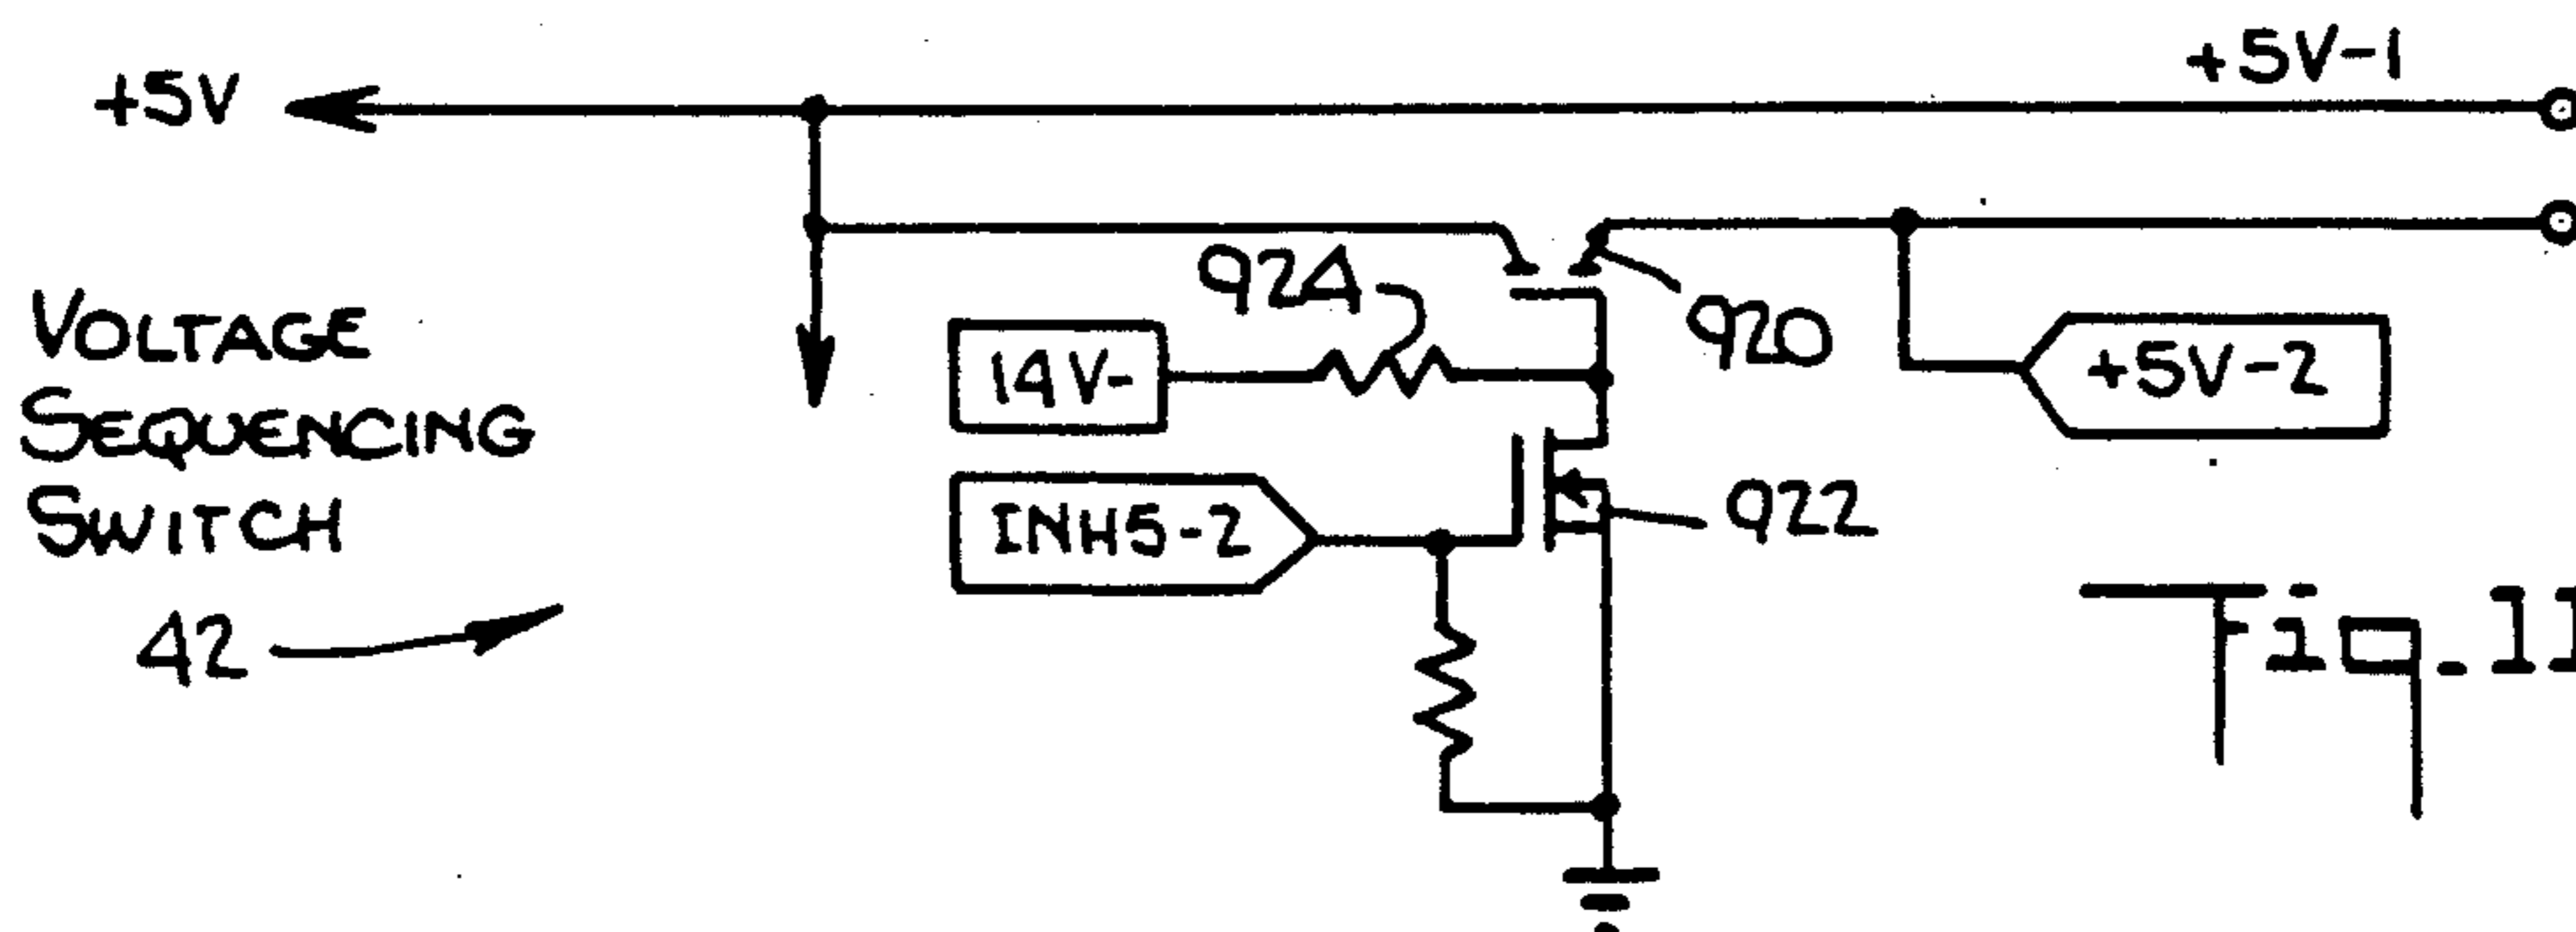 +5V
+5V-1
924
920
VOLTAGE
SEQUENCING
SWITCH
14V-
+5V-2
INH5-2
922
42